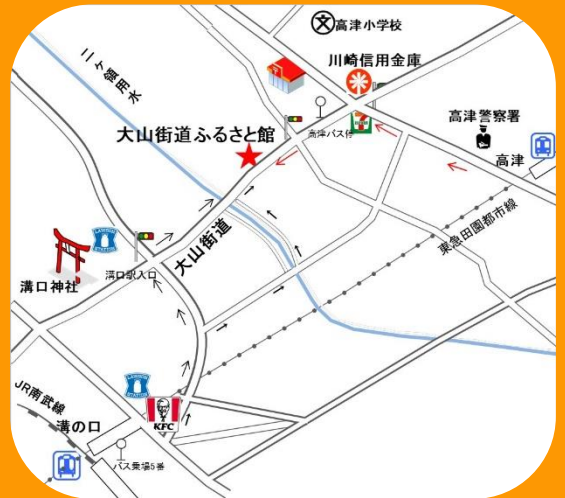 高津小学校
川崎信用金庫
二ヶ領用水
大山街道ふるさと館
高津バス停
高津警察署
高津
東急田園都市線
大山街道
溝口神社
溝口駅入口
JR南武線
溝の口
KFC
バス乗場5番